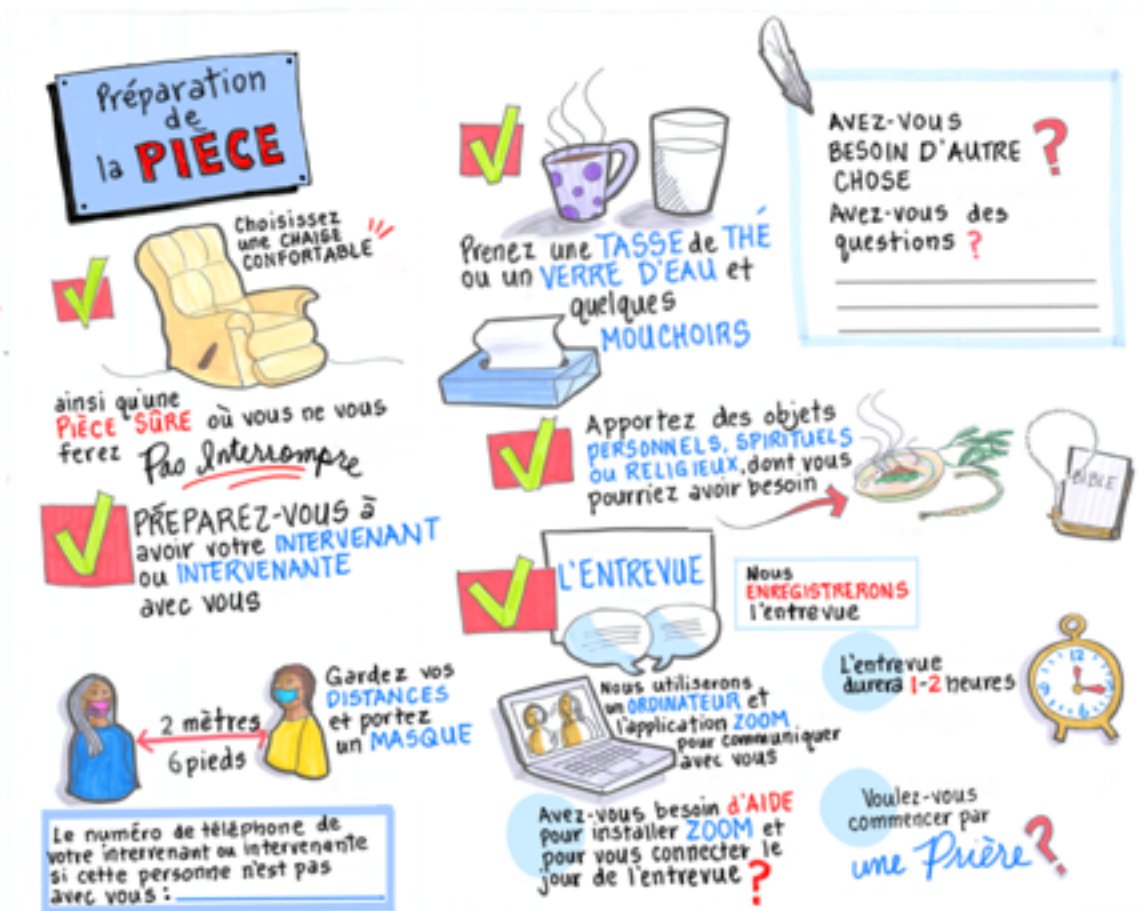 Préparation
de
la PIÈCE
Choisissez
une CHAISE
CONFORTABLE
ainsi qu'une
PIÈCE SÛRE où vous ne vous
ferez Pas Interrompre
PRÉPAREZ-VOUS à
avoir votre INTERVENANT
ou INTERVENANTE
avec vous
Gardez vos
DISTANCES
et portez
un MASQUE
2 mètres
6 pieds
Le numéro de téléphone de
votre intervenant ou intervenante
si cette personne n'est pas
avec vous :
Prenez une TASSE de THÉ
ou un VERRE D'EAU et
quelques
MOUCHOIRS
Apportez des objets
PERSONNELS, SPIRITUELS
ou RELIGIEUX, dont vous
pourriez avoir besoin
BIBLE
L'ENTREVUE
Nous
ENREGISTRERONS
l'entrevue
Nous utiliserons
un ORDINATEUR et
l'application ZOOM
pour communiquer
avec vous
L'entrevue
durera 1-2 heures
12
3
6
9
Avez-vous besoin d'AIDE
pour installer ZOOM et
pour vous connecter le
jour de l'entrevue ?
Voulez-vous
commencer par
une Prière ?
AVEZ-VOUS
BESOIN D'AUTRE
CHOSE ?
Avez-vous des
questions ?